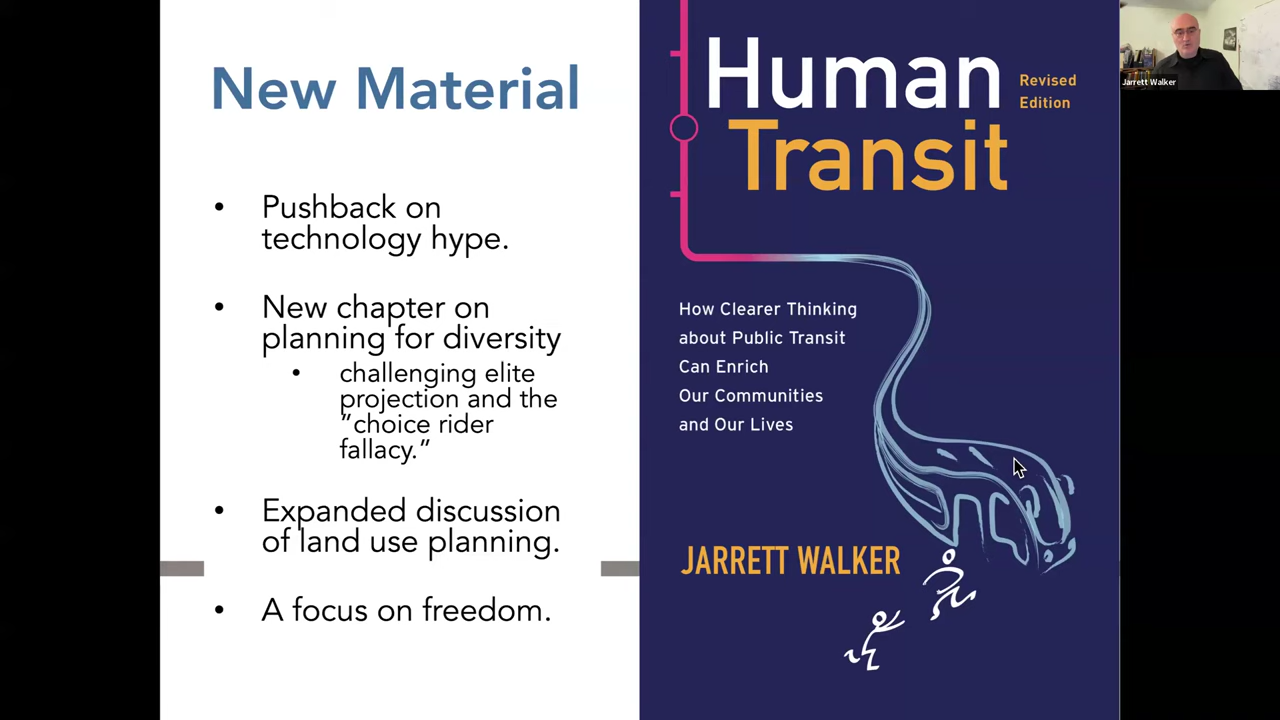 New Material
• Pushback on
technology hype.
• New chapter on
planning for diversity
• challenging elite
projection and the
“choice rider
fallacy.”
• Expanded discussion
of land use planning.
• A focus on freedom.
Human
Transit
Revised
Edition
How Clearer Thinking
about Public Transit
Can Enrich
Our Communities
and Our Lives
JARRETT WALKER
Jarrett Walker